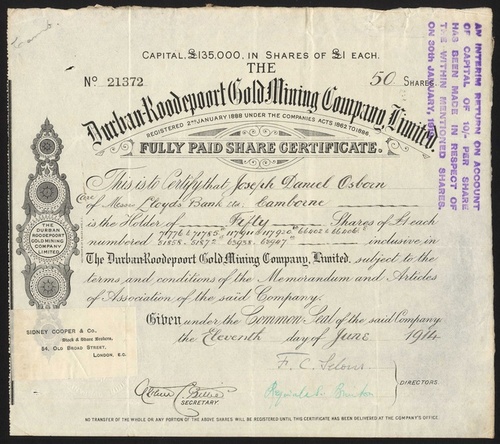 CAPITAL, £135,000, IN SHARES OF £1 EACH.
THE
No. 21372
50 SHARES
Durban-Roodepoort Gold Mining Company, Limited.
REGISTERED 2ND JANUARY 1888 UNDER THE COMPANIES ACTS 1862 TO 1886.
FULLY PAID SHARE CERTIFICATE.
AN INTERIM RETURN ON ACCOUNT
OF CAPITAL OF 10/- PER SHARE
HAS BEEN MADE IN RESPECT OF
THE WITHIN MENTIONED SHARES.
ON 30th JANUARY,
This is to Certify that Joseph Daniel Osborn
of Messrs Lloyds Bank Ltd. Camborne
is the Holder of Fifty Shares of £1 each
numbered inclusive in
The Durban-Roodepoort Gold Mining Company, Limited, subject to the
terms and conditions of the Memorandum and Articles
of Association of the said Company.
Given under the Common Seal of the said Company
the Eleventh day of June 1914
THE
DURBAN
ROODEPOORT
GOLD MINING
COMPANY
LIMITED.
SIDNEY COOPER & Co.
Stock & Share Brokers,
54, OLD BROAD STREET,
LONDON, E.C.
F. C. Selous
DIRECTORS.
SECRETARY.
NO TRANSFER OF THE WHOLE OR ANY PORTION OF THE ABOVE SHARES WILL BE REGISTERED UNTIL THIS CERTIFICATE HAS BEEN DELIVERED AT THE COMPANY'S OFFICE.